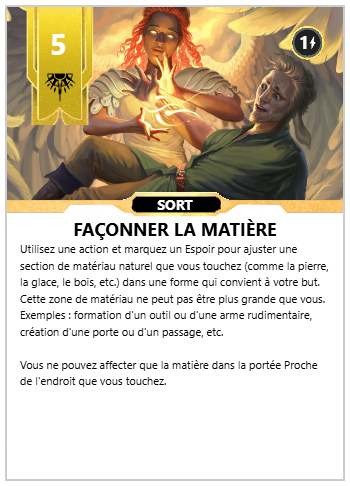 5
1
SORT
FAÇONNER LA MATIÈRE
Utilisez une action et marquez un Espoir pour ajuster une
section de matériau naturel que vous touchez (comme la pierre,
la glace, le bois, etc.) dans une forme qui convient à votre but.
Cette zone de matériau ne peut pas être plus grande que vous.
Exemples : formation d'un outil ou d'une arme rudimentaire,
création d'une porte ou d'un passage, etc.
Vous ne pouvez affecter que la matière dans la portée Proche
de l'endroit que vous touchez.